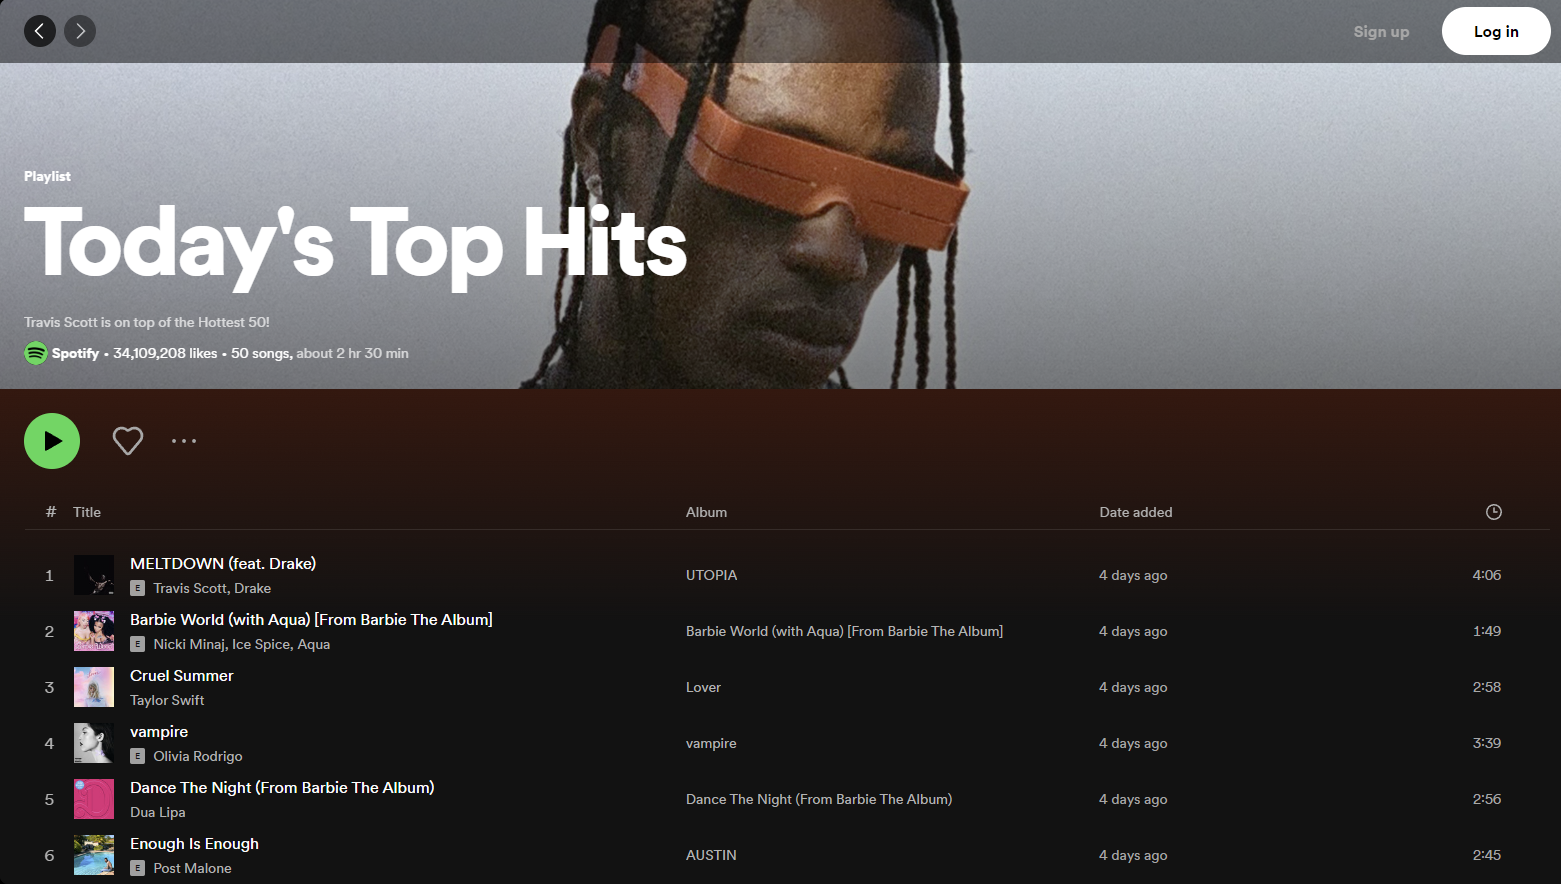 Sign up
Log in
Playlist
Today's Top Hits
Travis Scott is on top of the Hottest 50!
Spotify • 34,109,208 likes • 50 songs, about 2 hr 30 min
# Title Album Date added
1 MELTDOWN (feat. Drake) UTOPIA 4 days ago 4:06
E Travis Scott, Drake
2 Barbie World (with Aqua) [From Barbie The Album] Barbie World (with Aqua) [From Barbie The Album] 4 days ago 1:49
E Nicki Minaj, Ice Spice, Aqua
3 Cruel Summer Lover 4 days ago 2:58
Taylor Swift
4 vampire vampire 4 days ago 3:39
E Olivia Rodrigo
5 Dance The Night (From Barbie The Album) Dance The Night (From Barbie The Album) 4 days ago 2:56
Dua Lipa
6 Enough Is Enough AUSTIN 4 days ago 2:45
E Post Malone